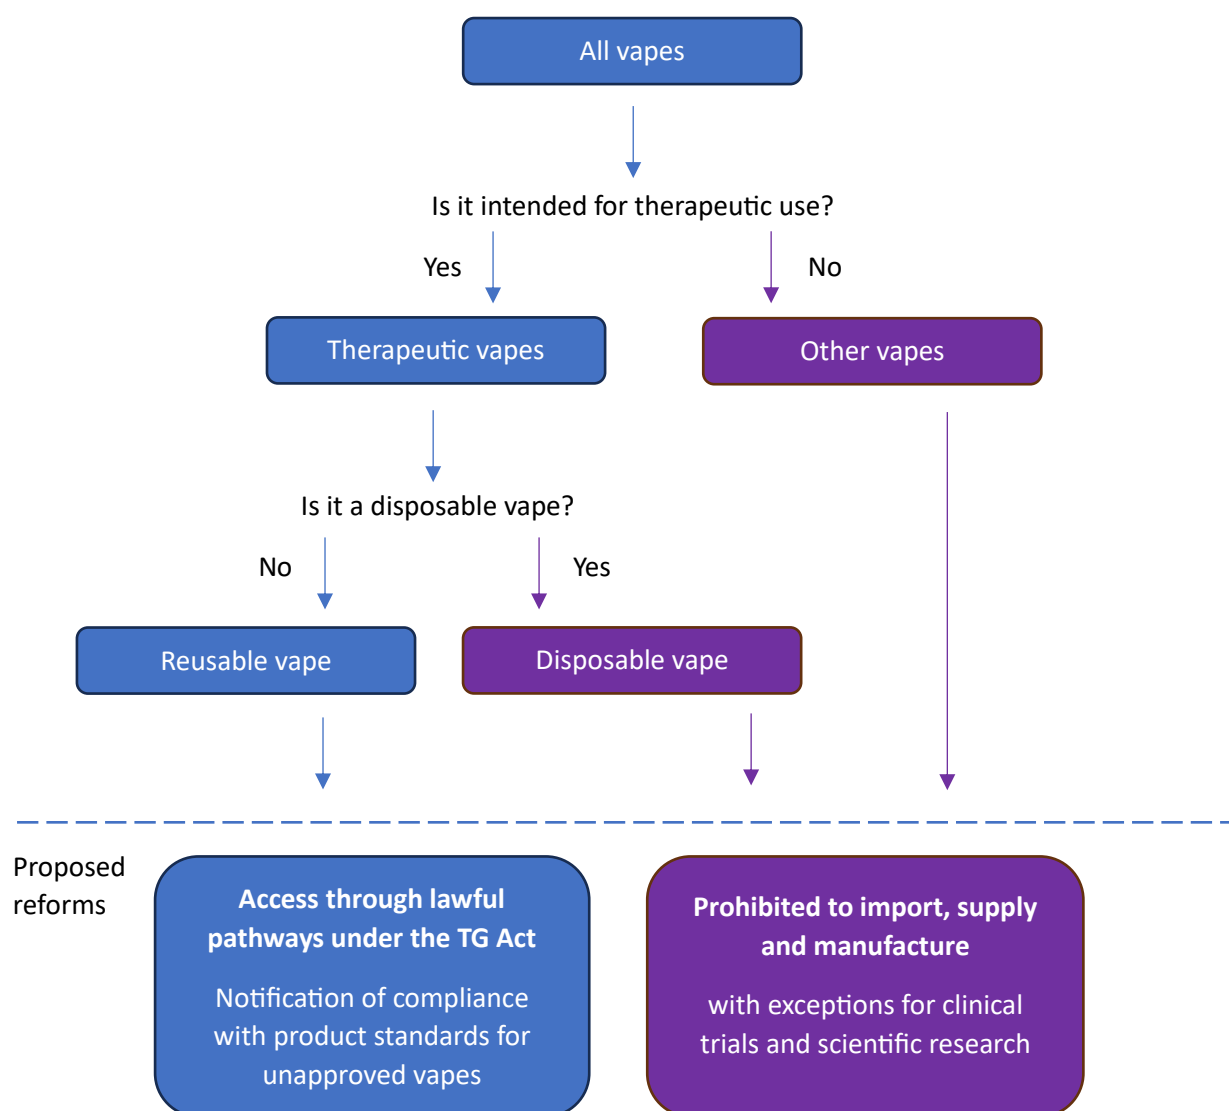 All vapes
Is it intended for therapeutic use?
Yes
No
Therapeutic vapes
Other vapes
Is it a disposable vape?
No
Yes
Reusable vape
Disposable vape
Proposed
reforms
Access through lawful
pathways under the TG Act
Notification of compliance
with product standards for
unapproved vapes
Prohibited to import, supply
and manufacture
with exceptions for clinical
trials and scientific research